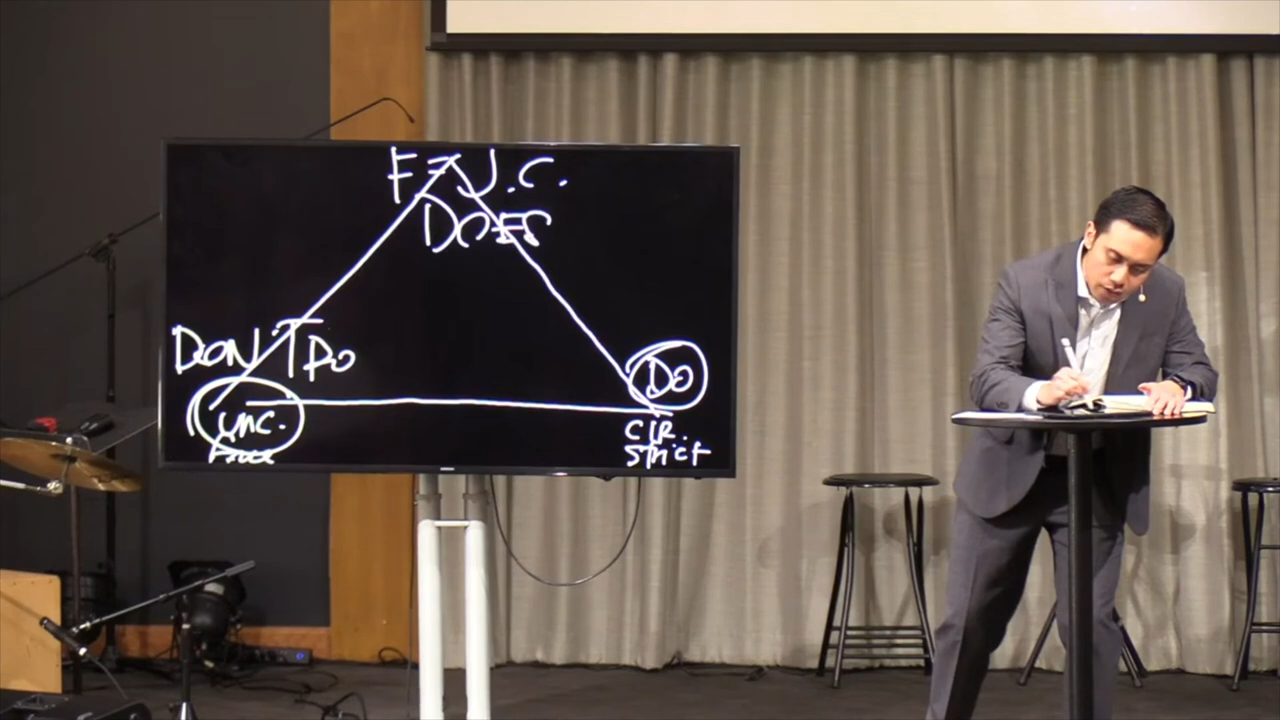 F = J.C.
DOES
DON'T DO
DO
UNC.
CIR.
Strict